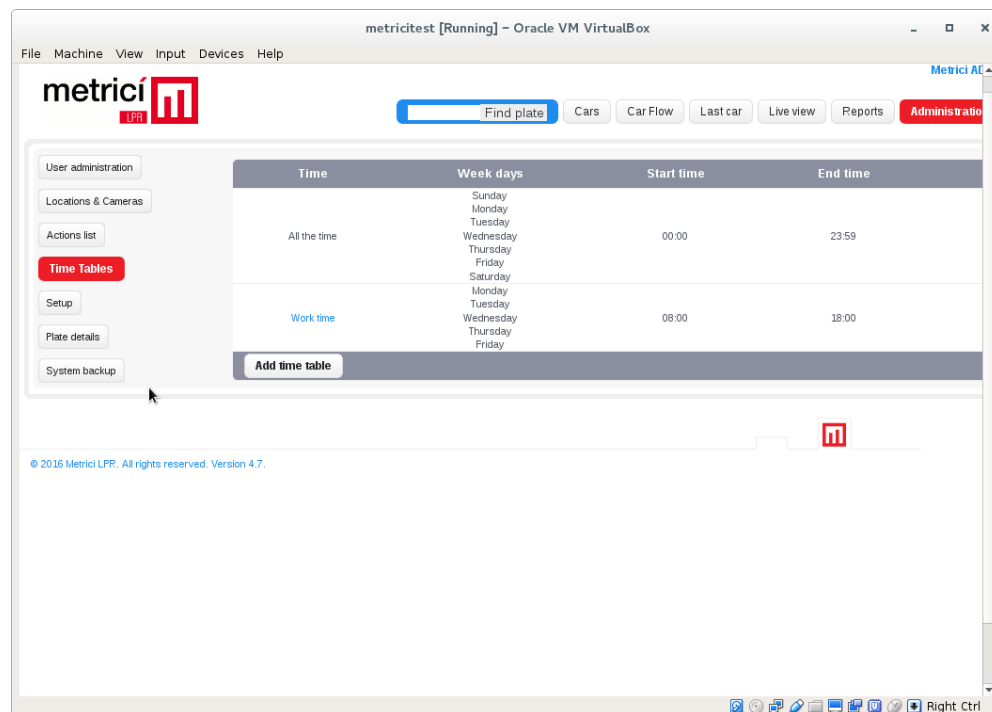 metricitest [Running] – Oracle VM VirtualBox
File Machine View Input Devices Help
Metrici AD
metricí
LPR
Find plate Cars Car Flow Last car Live view Reports Administratio
User administration
Locations & Cameras
Actions list
Time Tables
Setup
Plate details
System backup
Time Week days Start time End time
Sunday
Monday
Tuesday
All the time Wednesday 00:00 23:59
Thursday
Friday
Saturday
Monday
Tuesday
Work time Wednesday 08:00 18:00
Thursday
Friday
Add time table
© 2016 Metrici LPR. All rights reserved. Version 4.7.
Right Ctrl